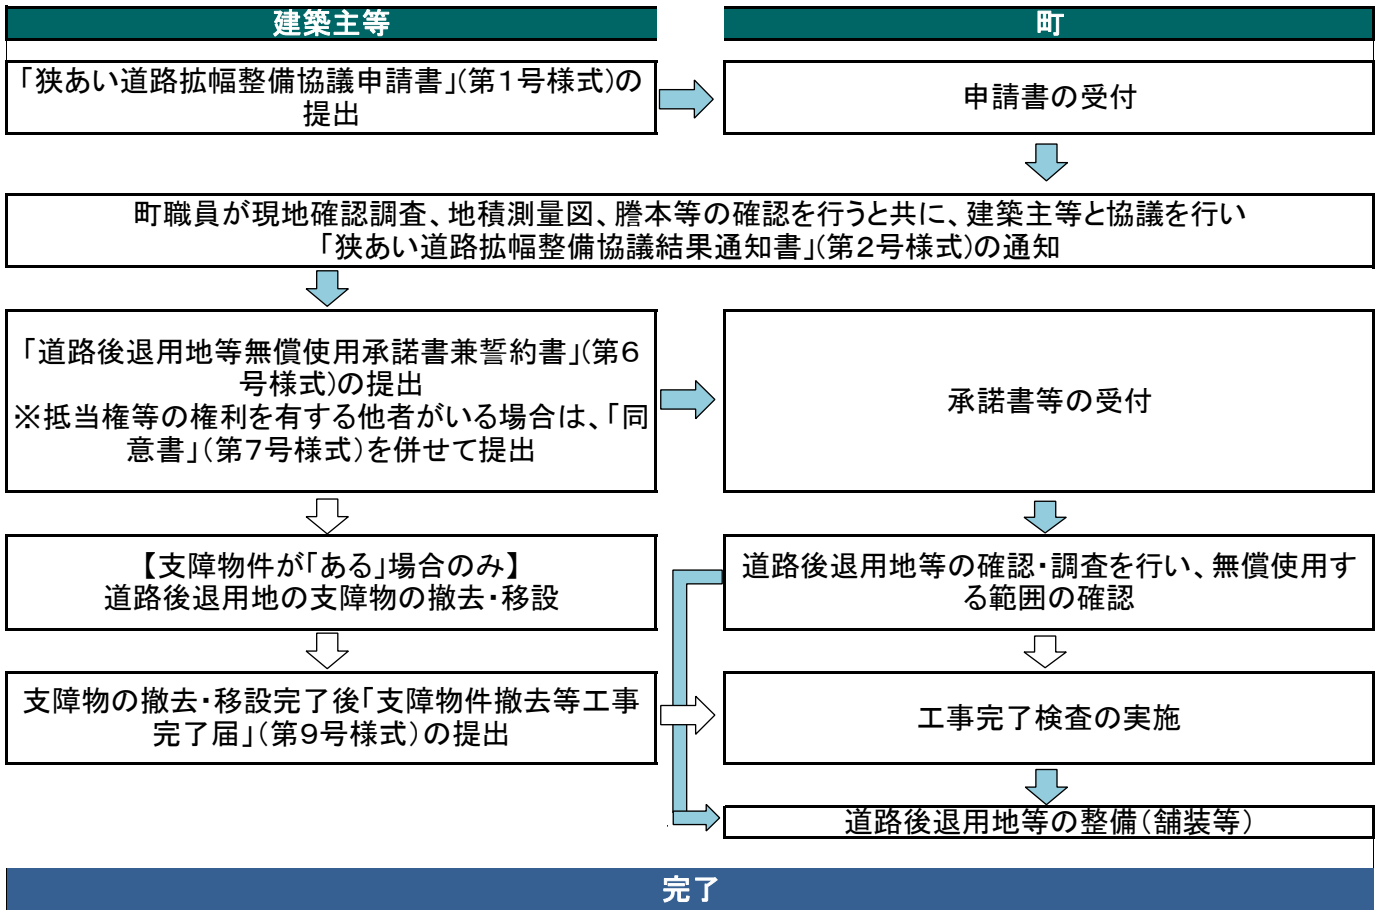 建築主等
町
「狭あい道路拡幅整備協議申請書」(第1号様式)の
提出
申請書の受付
町職員が現地確認調査、地積測量図、謄本等の確認を行うと共に、建築主等と協議を行い
「狭あい道路拡幅整備協議結果通知書」(第2号様式)の通知
「道路後退用地等無償使用承諾書兼誓約書」(第6
号様式)の提出
※抵当権等の権利を有する他者がいる場合は、「同
意書」(第7号様式)を併せて提出
承諾書等の受付
【支障物件が「ある」場合のみ】
道路後退用地の支障物の撤去・移設
道路後退用地等の確認・調査を行い、無償使用す
る範囲の確認
支障物の撤去・移設完了後「支障物件撤去等工事
完了届」(第9号様式)の提出
工事完了検査の実施
道路後退用地等の整備(舗装等)
完了